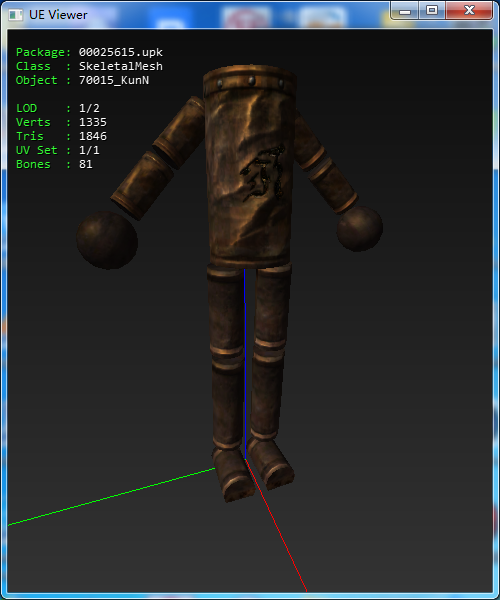 UE Viewer
Package: 00025615.upk
Class : SkeletalMesh
Object : 70015_KunN
LOD : 1/2
Verts : 1335
Tris : 1846
UV Set : 1/1
Bones : 81